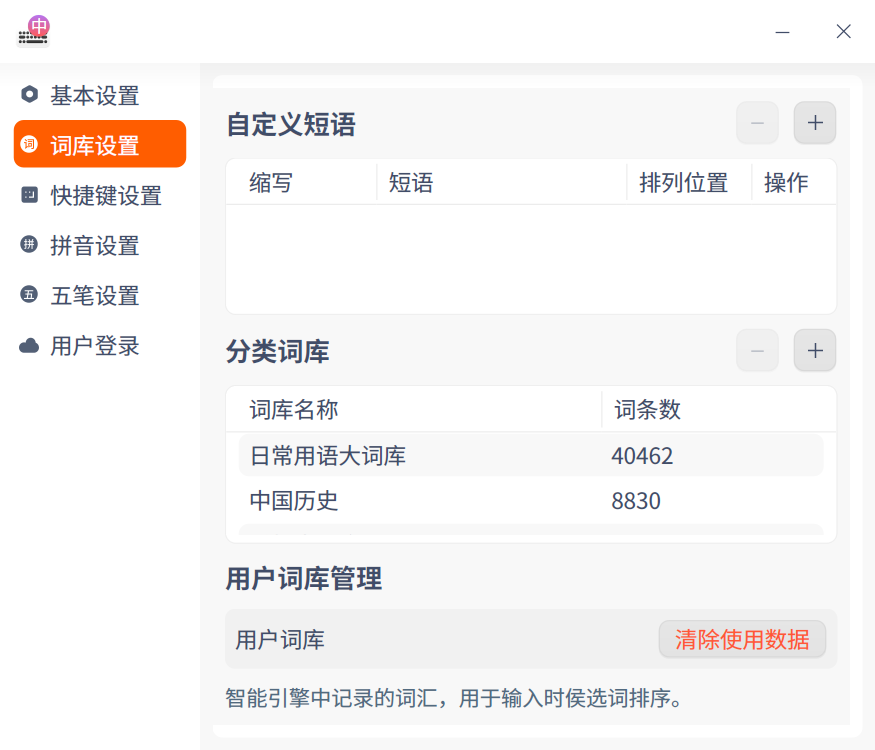 中
基本设置
词 词库设置
快捷键设置
拼 拼音设置
五 五笔设置
用户登录
自定义短语
缩写 短语 排列位置 操作
分类词库
词库名称 词条数
日常用语大词库 40462
中国历史 8830
用户词库管理
用户词库 清除使用数据
智能引擎中记录的词汇，用于输入时侯选词排序。